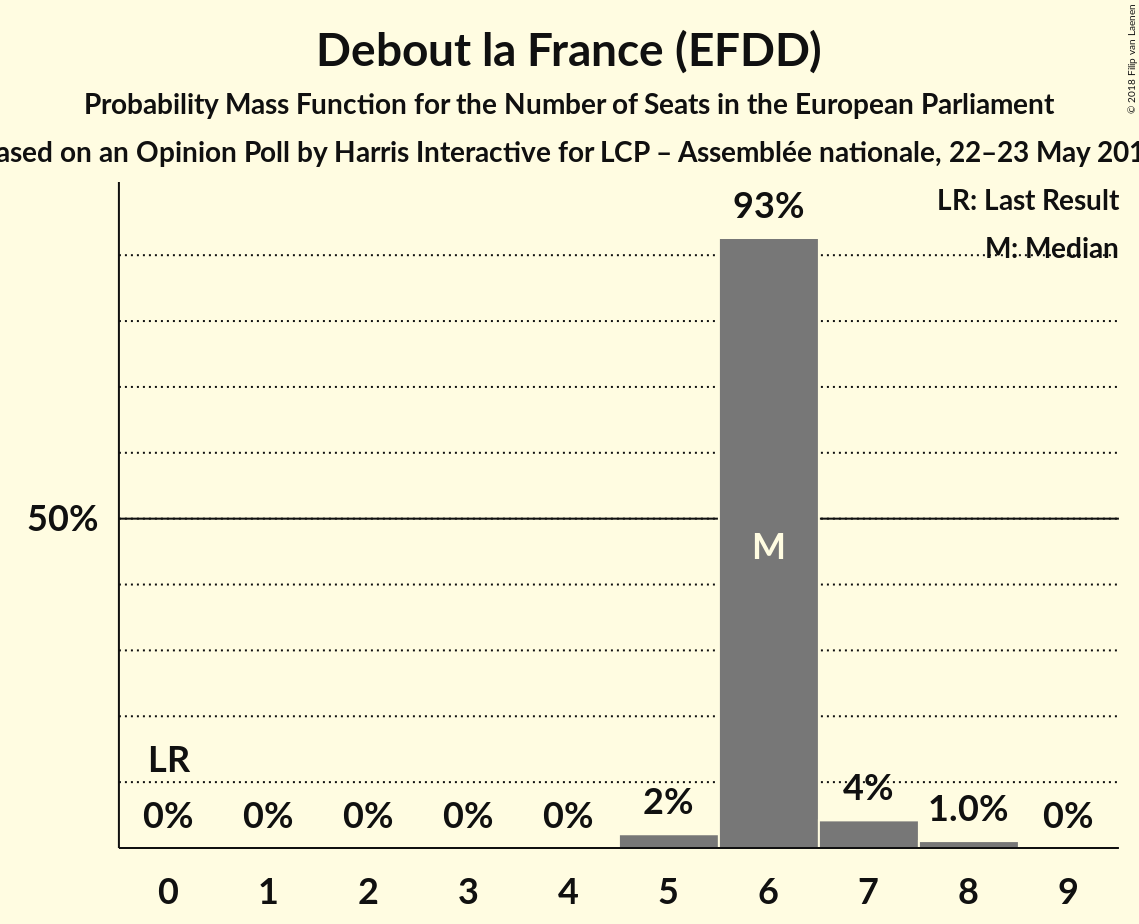 Debout la France (EFDD)
Probability Mass Function for the Number of Seats in the European Parliament
ased on an Opinion Poll by Harris Interactive for LCP – Assemblée nationale, 22–23 May 201
© 2018 Filip van Laenen
LR: Last Result
M: Median
93%
50%
M
LR
0% 0% 0% 0% 0% 2% 4% 1.0% 0%
0 1 2 3 4 5 6 7 8 9